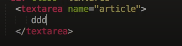 <textarea name="article">
ddd
</textarea>